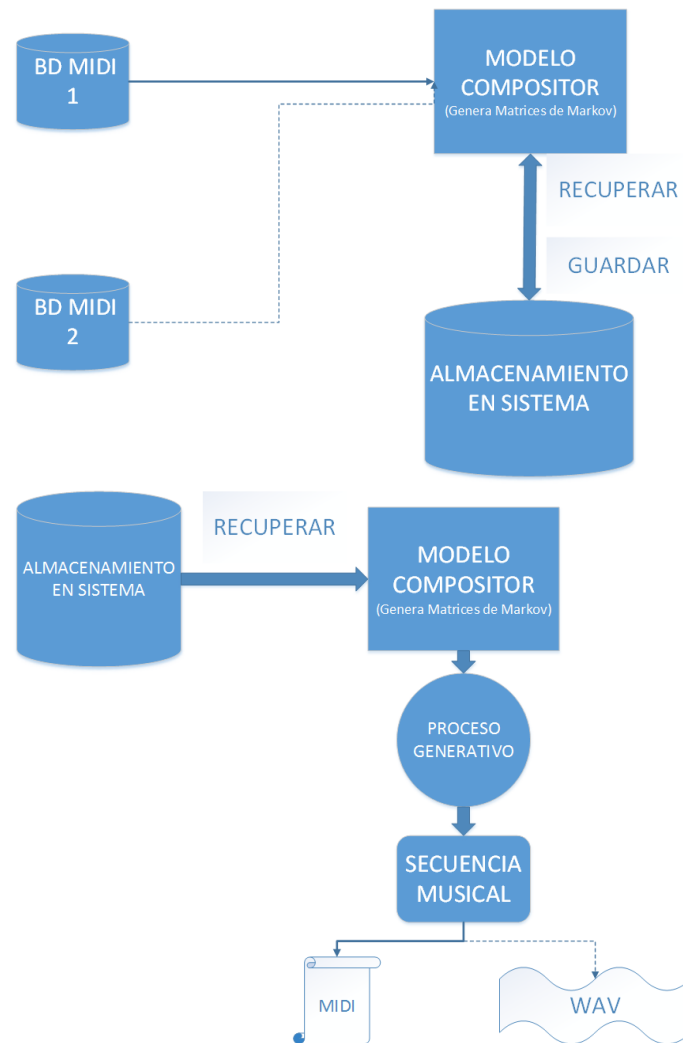 BD MIDI
1
MODELO
COMPOSITOR
(Genera Matrices de Markov)
RECUPERAR
GUARDAR
BD MIDI
2
ALMACENAMIENTO
EN SISTEMA
ALMACENAMIENTO
EN SISTEMA
RECUPERAR
MODELO
COMPOSITOR
(Genera Matrices de Markov)
PROCESO
GENERATIVO
SECUENCIA
MUSICAL
MIDI
WAV